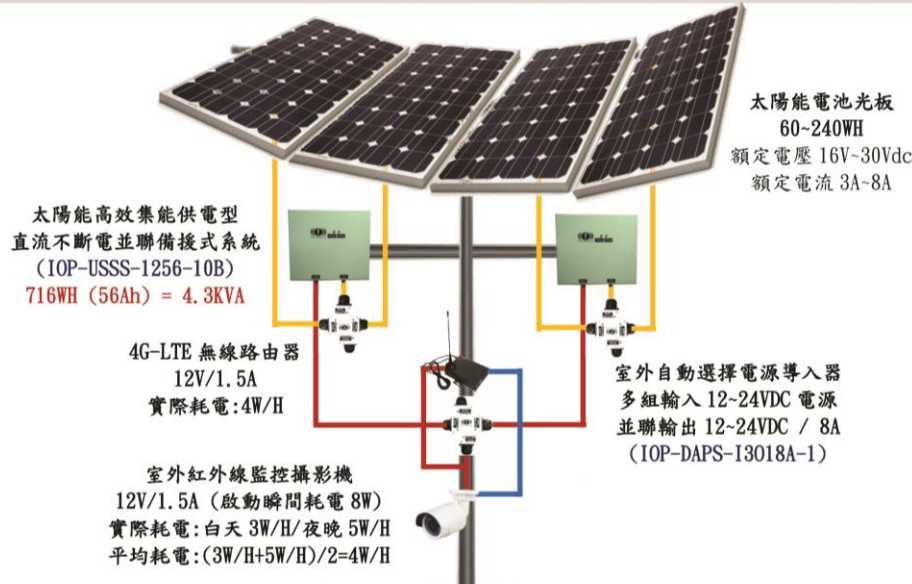 太陽能電池光板
60~240WH
額定電壓 16V~30Vdc
額定電流 3A~8A
太陽能高效集能供電型
直流不斷電並聯備援式系統
(IOP-USSS-1256-10B)
716WH (56Ah) = 4.3KVA
4G-LTE 無線路由器
12V/1.5A
實際耗電:4W/H
室外自動選擇電源導入器
多組輸入 12~24VDC 電源
並聯輸出 12~24VDC / 8A
(IOP-DAPS-I3018A-1)
室外紅外線監控攝影機
12V/1.5A (啟動瞬間耗電 8W)
實際耗電:白天 3W/H/夜晚 5W/H
平均耗電:(3W/H+5W/H)/2=4W/H